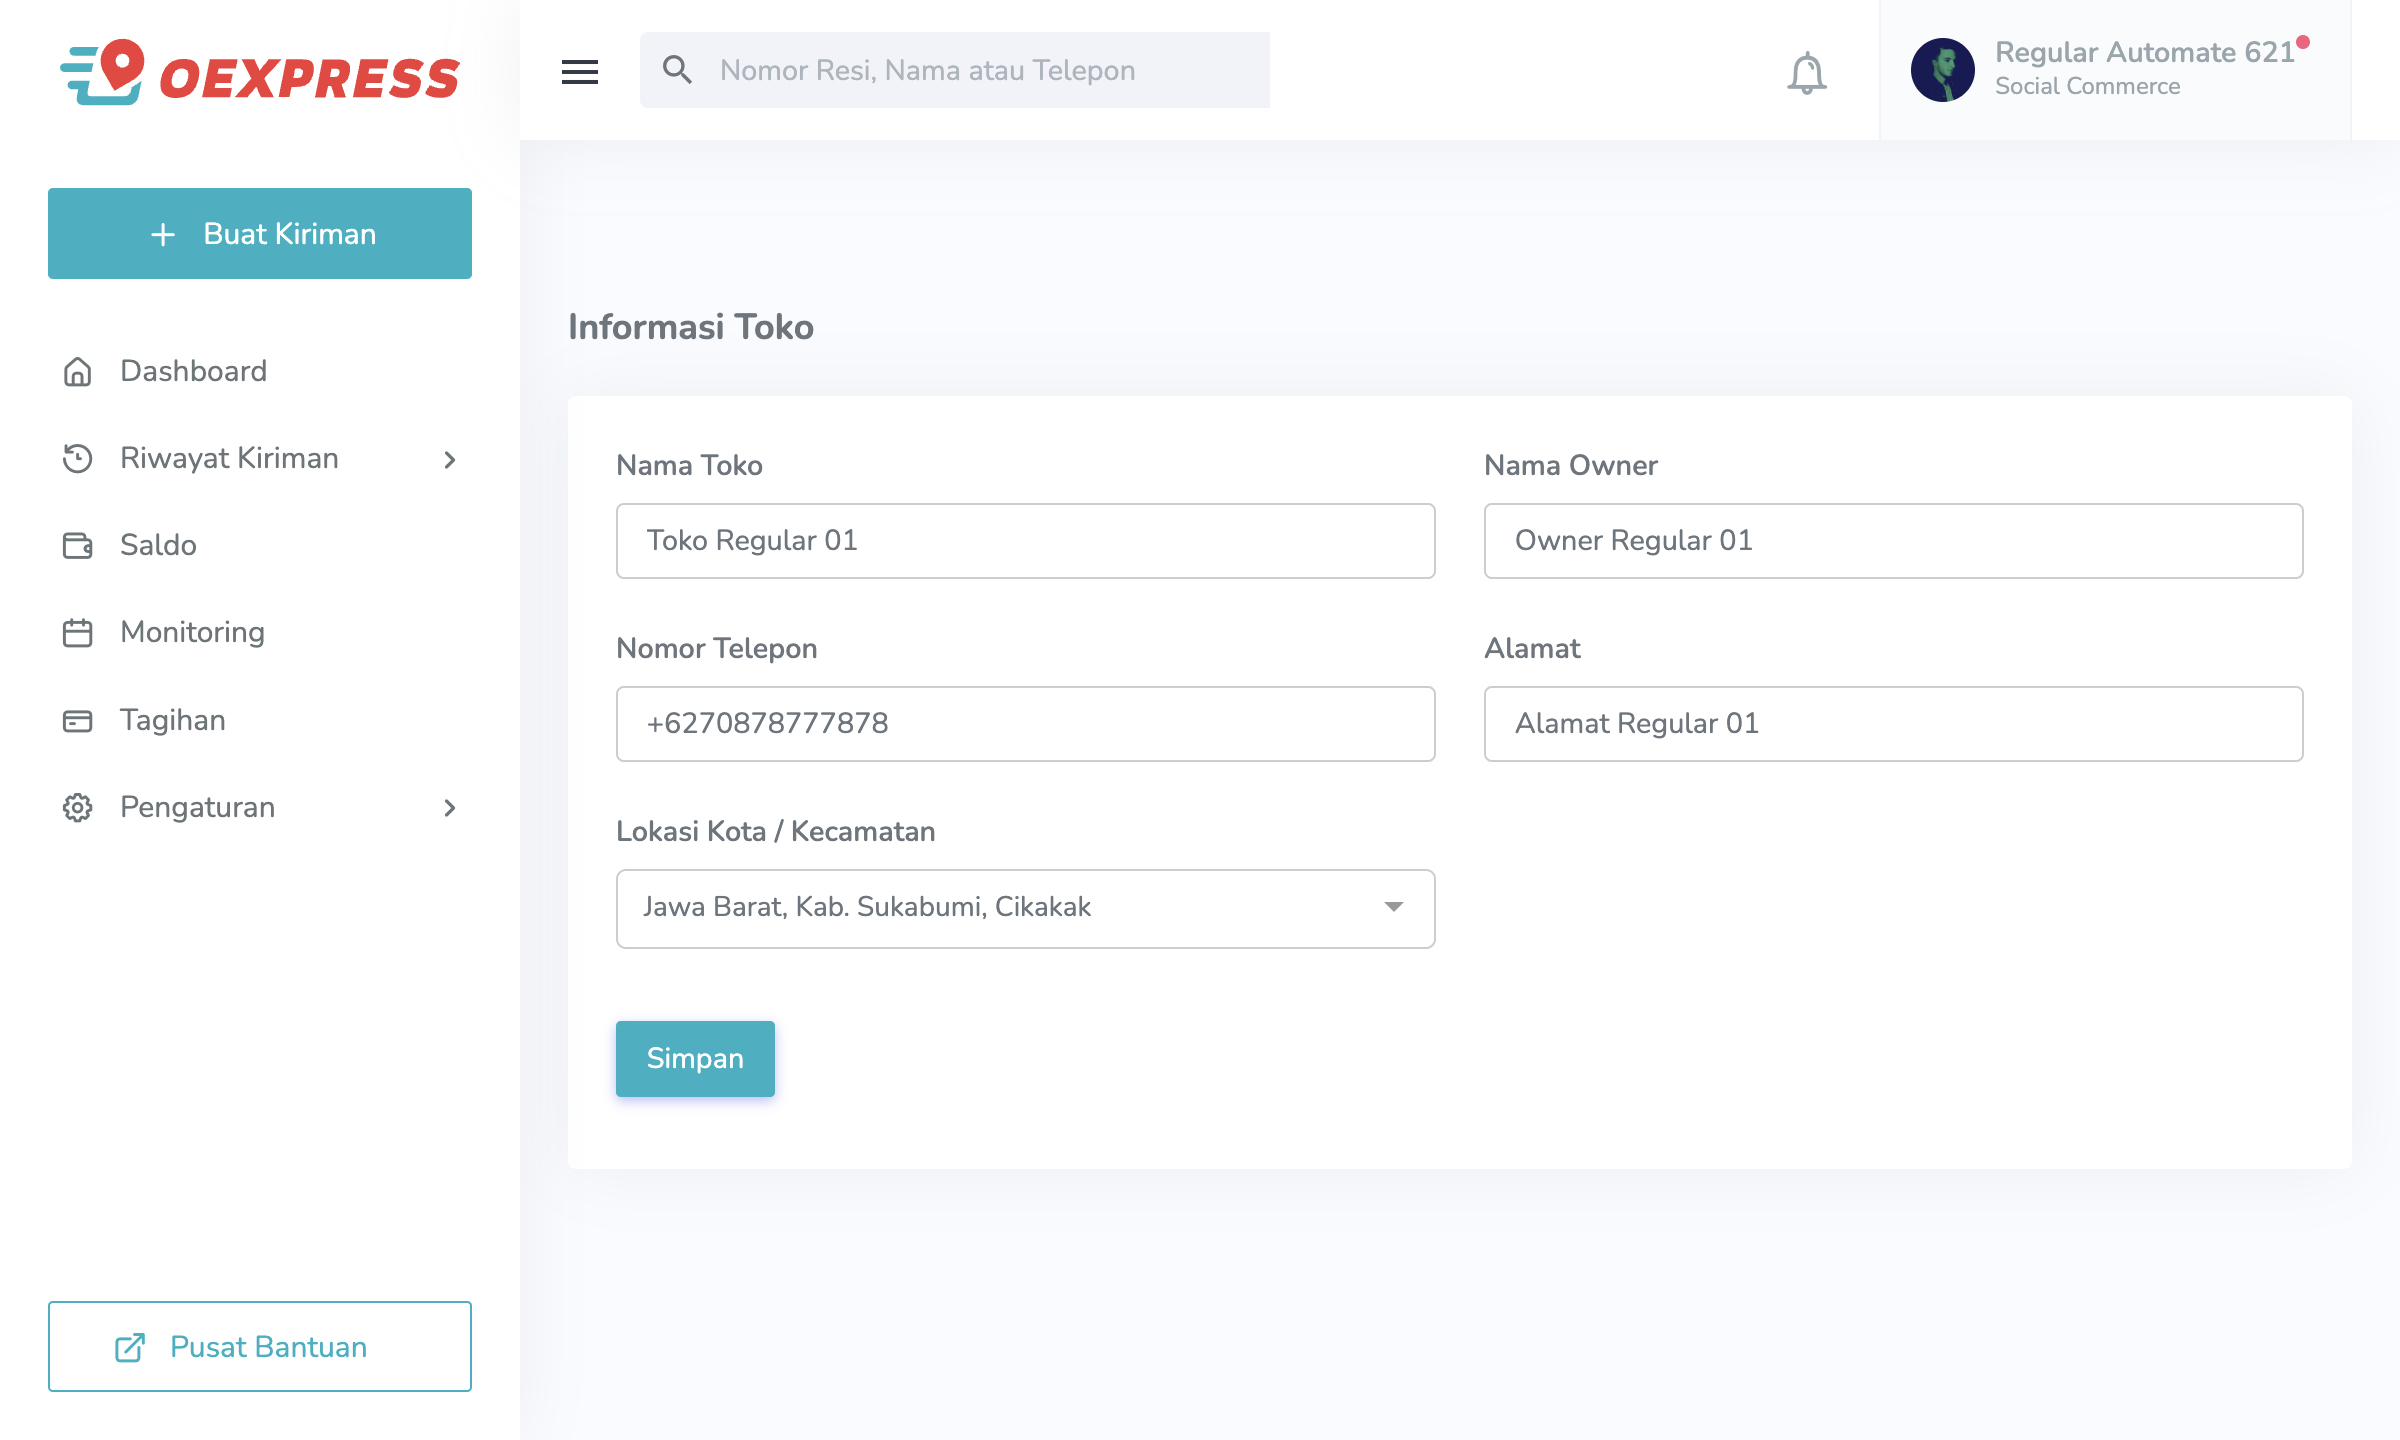 OEXPRESS
Nomor Resi, Nama atau Telepon
Regular Automate 621
Social Commerce
Buat Kiriman
Dashboard
Riwayat Kiriman
Saldo
Monitoring
Tagihan
Pengaturan
Pusat Bantuan
Informasi Toko
Nama Toko
Toko Regular 01
Nama Owner
Owner Regular 01
Nomor Telepon
+6270878777878
Alamat
Alamat Regular 01
Lokasi Kota / Kecamatan
Jawa Barat, Kab. Sukabumi, Cikakak
Simpan